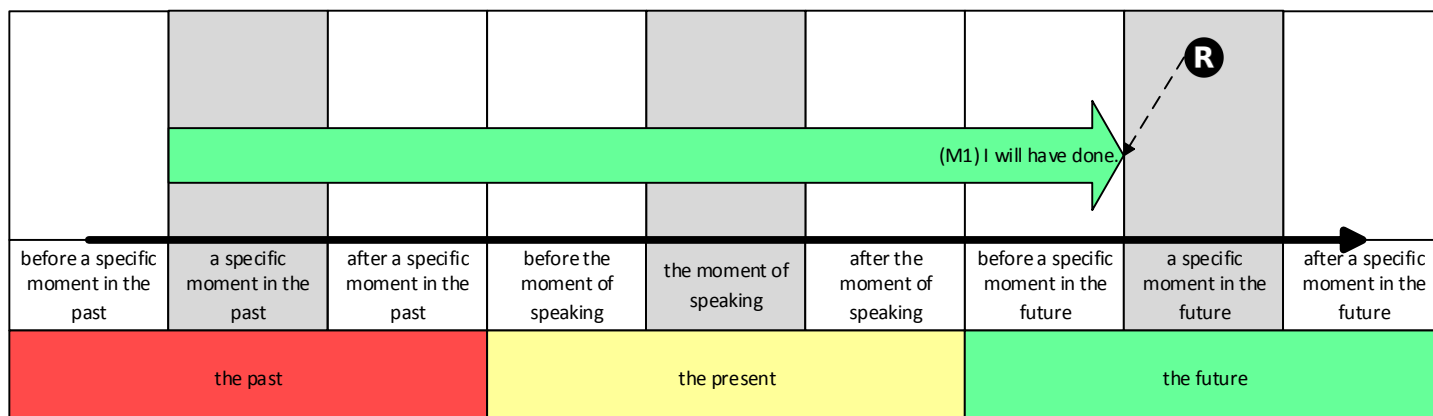 R
(M1) I will have done.
before a specific
moment in the
past
a specific
moment in the
past
after a specific
moment in the
past
before the
moment of
speaking
the moment of
speaking
after the
moment of
speaking
before a specific
moment in the
future
a specific
moment in the
future
after a specific
moment in the
future
the past
the present
the future